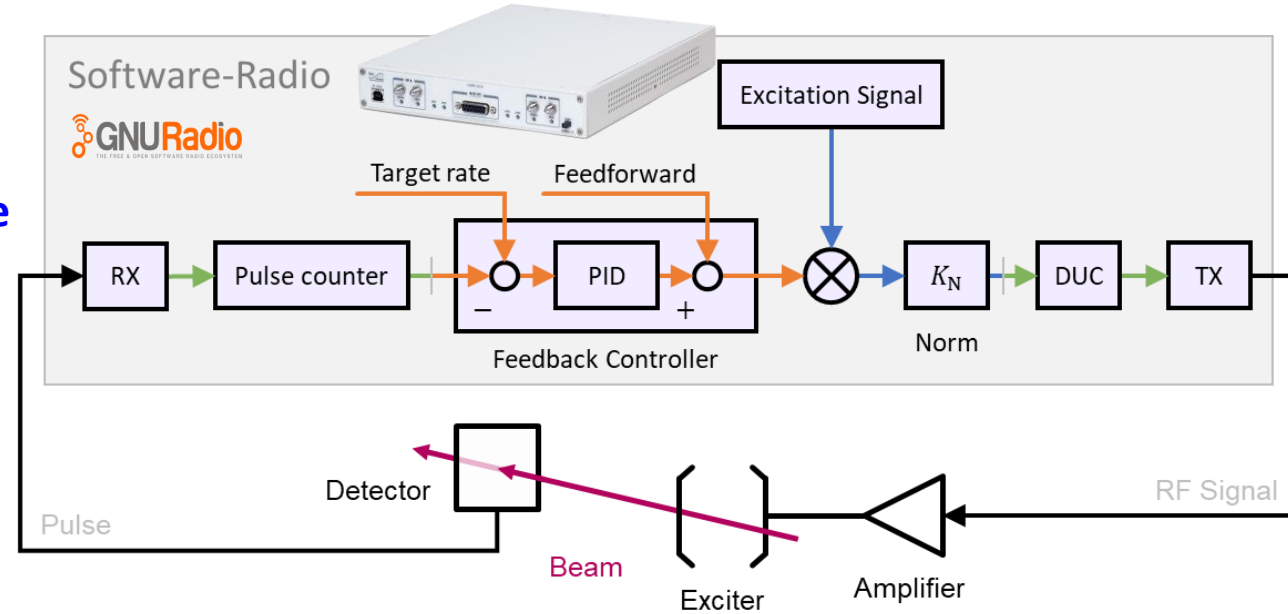 Software-Radio
GNURadio
THE FREE & OPEN SOFTWARE RADIO ECOSYSTEM
Excitation Signal
Target rate
Feedforward
e
RX
Pulse counter
PID
K_N
DUC
TX
−
+
Norm
Feedback Controller
Detector
RF Signal
Pulse
Beam
Exciter
Amplifier